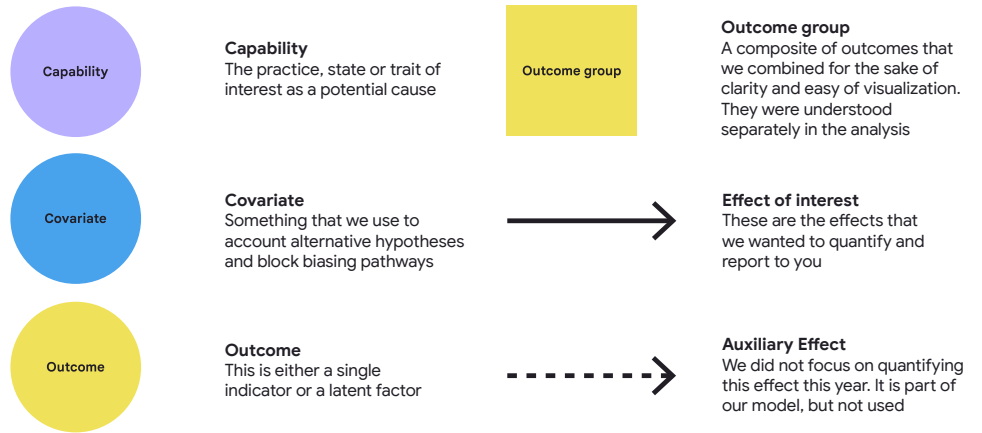 Capability
Capability
The practice, state or trait of
interest as a potential cause
Outcome group
Outcome group
A composite of outcomes that
we combined for the sake of
clarity and easy of visualization.
They were understood
separately in the analysis
Covariate
Covariate
Something that we use to
account alternative hypotheses
and block biasing pathways
Effect of interest
These are the effects that
we wanted to quantify and
report to you
Outcome
Outcome
This is either a single
indicator or a latent factor
Auxiliary Effect
We did not focus on quantifying
this effect this year. It is part of
our model, but not used